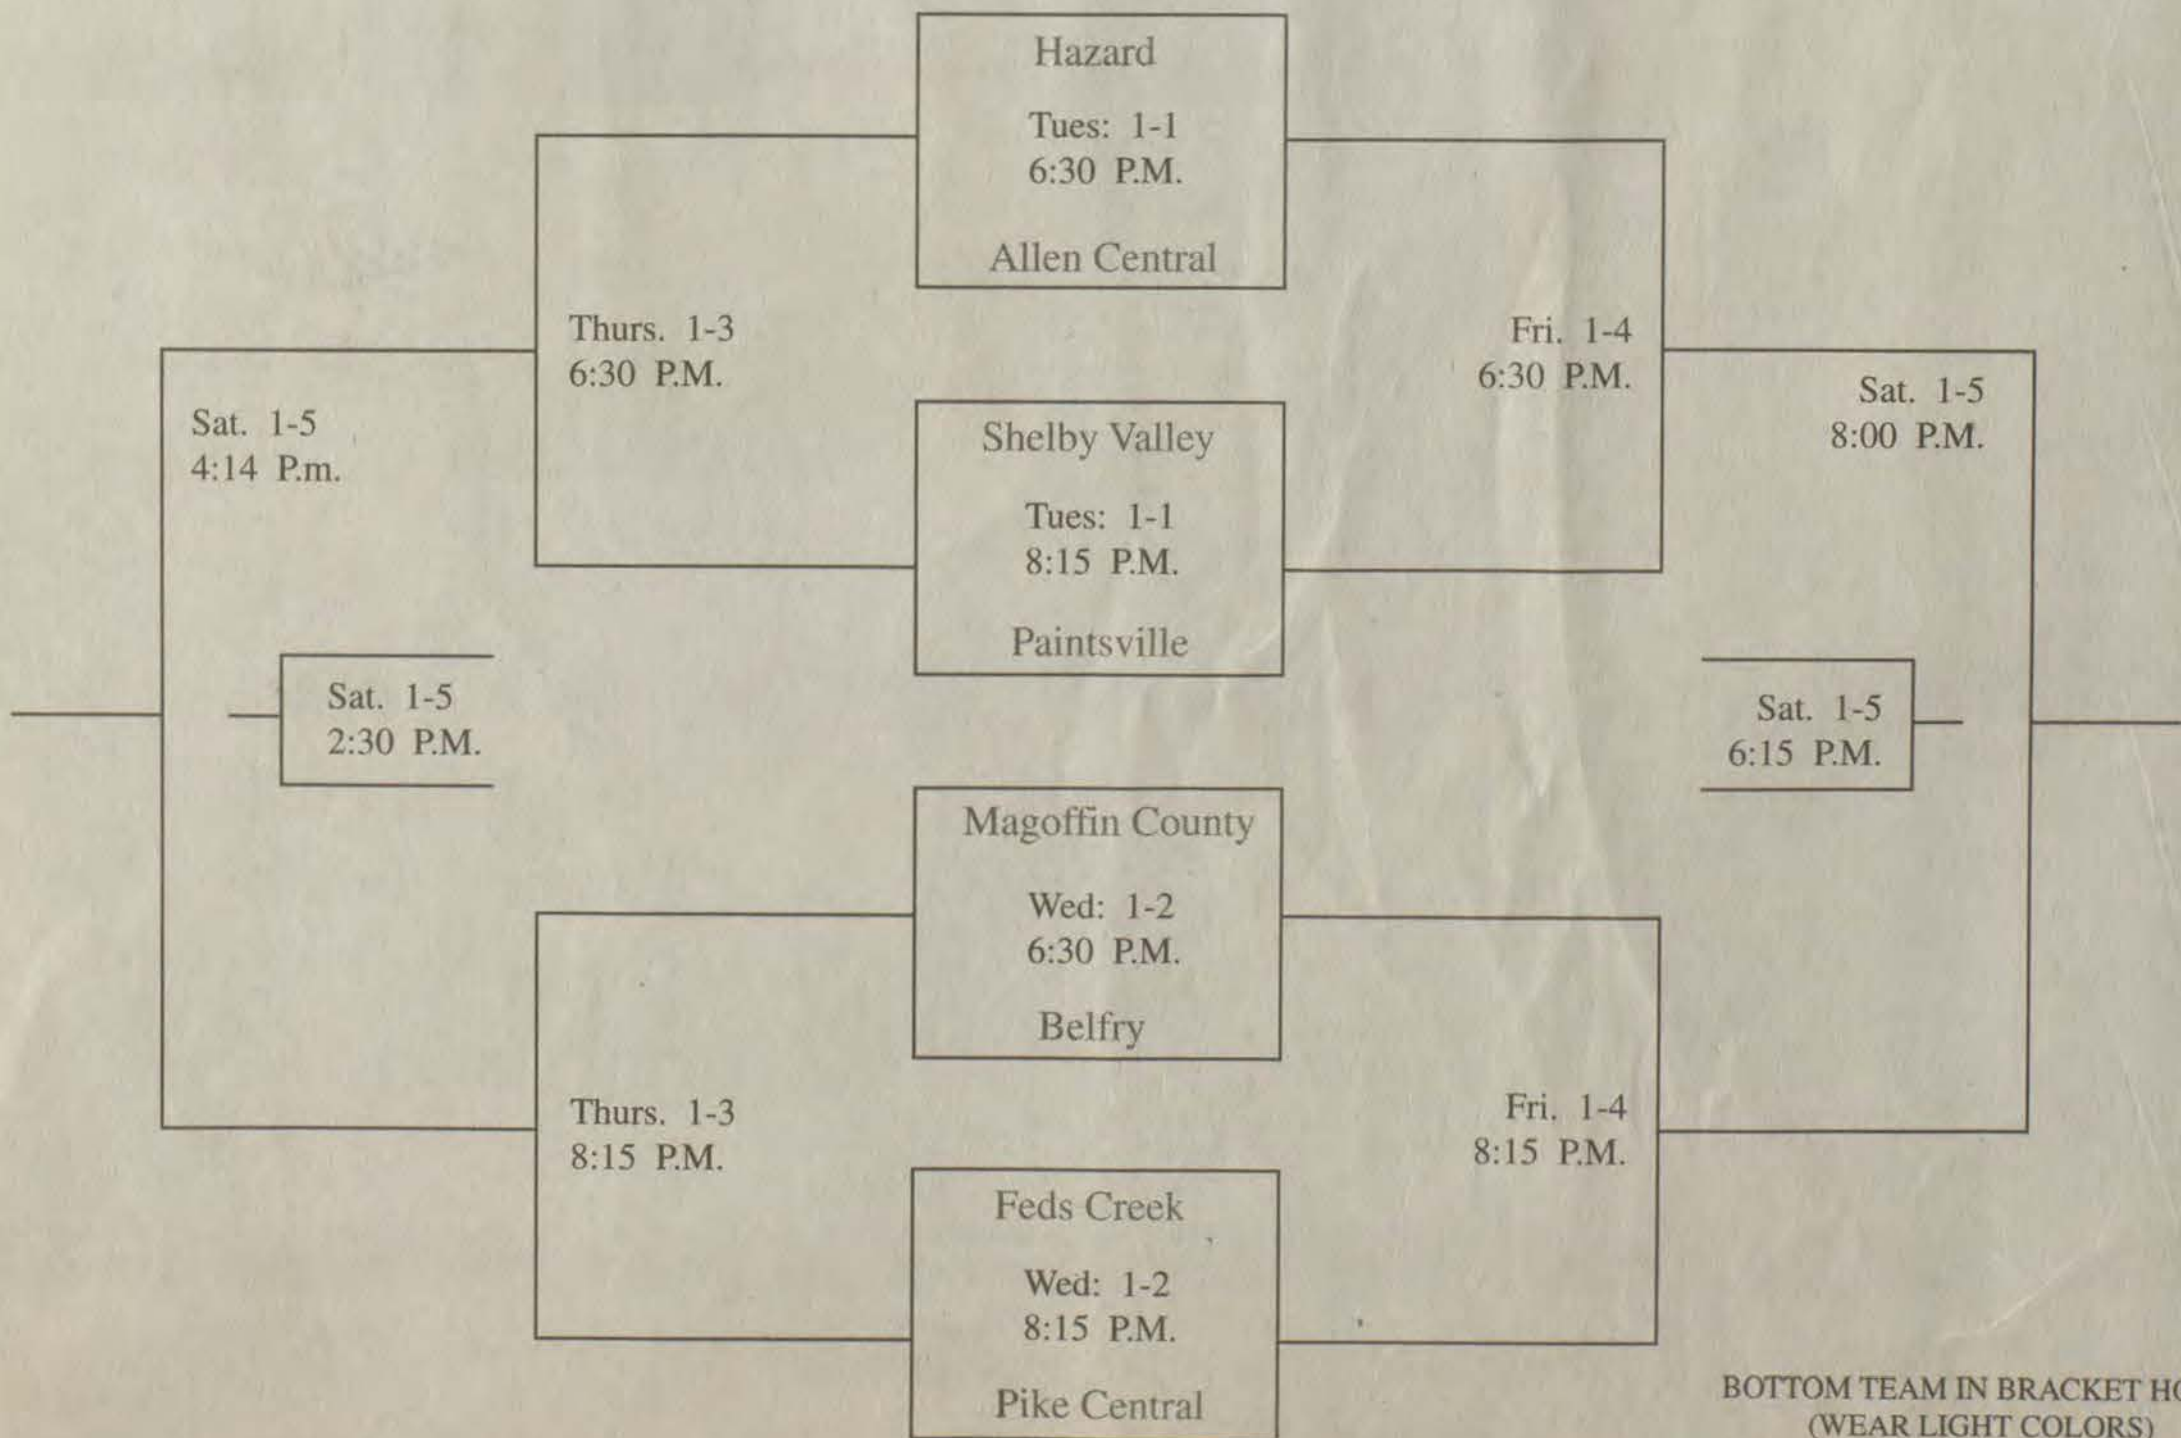 Hazard
Tues: 1-1
6:30 P.M.
Allen Central
Thurs. 1-3
6:30 P.M.
Fri. 1-4
6:30 P.M.
Sat. 1-5
4:14 P.m.
Sat. 1-5
8:00 P.M.
Shelby Valley
Tues: 1-1
8:15 P.M.
Paintsville
Sat. 1-5
2:30 P.M.
Sat. 1-5
6:15 P.M.
Magoffin County
Wed: 1-2
6:30 P.M.
Belfry
Thurs. 1-3
8:15 P.M.
Fri. 1-4
8:15 P.M.
Feds Creek
Wed: 1-2
8:15 P.M.
Pike Central
BOTTOM TEAM IN BRACKET
(WEAR LIGHT COLORS)